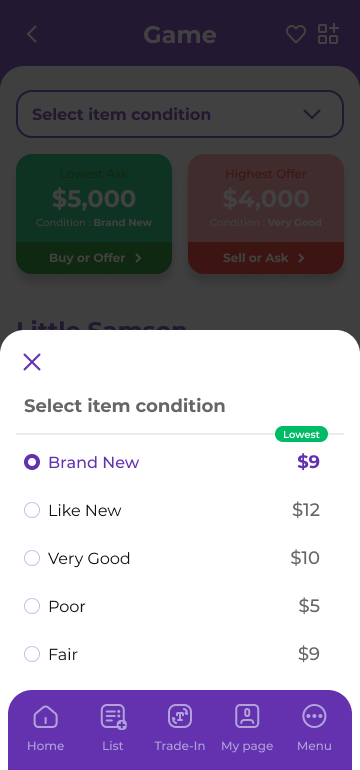 Game
Select item condition
Lowest Ask
$5,000
Condition : Brand New
Buy or Offer
Highest Offer
$4,000
Condition : Very Good
Sell or Ask
Little Samson
Select item condition
Lowest
Brand New $9
Like New $12
Very Good $10
Poor $5
Fair $9
Home List Trade-In My page Menu